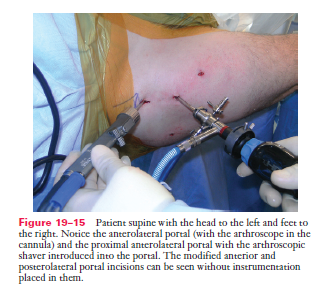 Figure 19–15 Patient supine with the head to the left and feet to
the right. Notice the anterolateral portal (with the arhroscope in the
cannula) and the proximal anterolateral portal with the arthroscopic
shaver introduced into the portal. The modified anterior and
posterolateral portal incisions can be seen without instrumentation
placed in them.